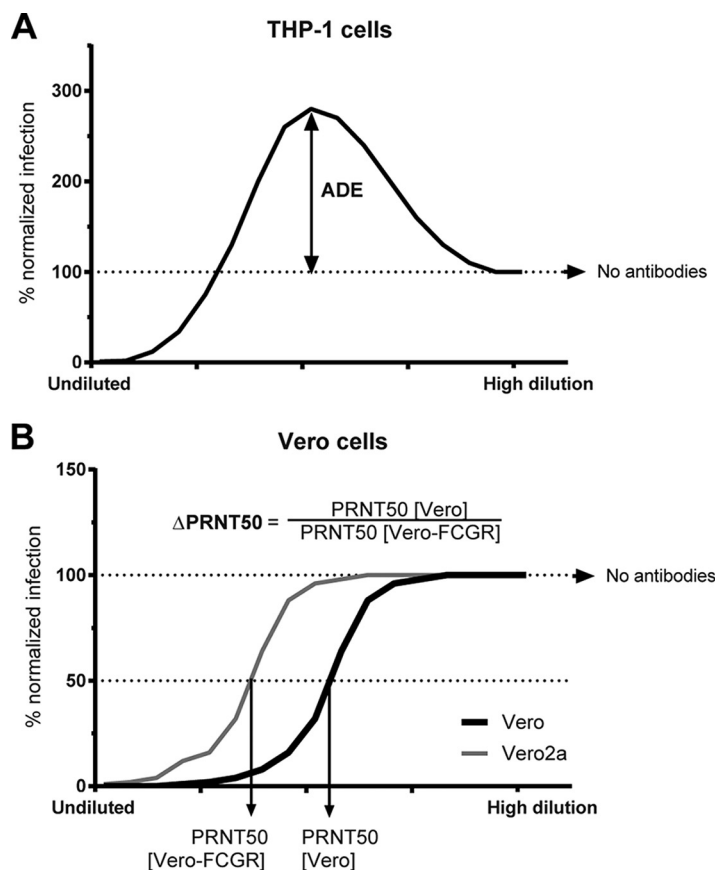 A
THP-1 cells
% normalized infection
300
200
100
0
ADE
No antibodies
Undiluted
High dilution
B
Vero cells
% normalized infection
150
100
50
0
ΔPRNT50 = PRNT50 [Vero]
PRNT50 [Vero-FCGR]
No antibodies
Vero
Vero2a
Undiluted
High dilution
PRNT50
[Vero-FCGR]
PRNT50
[Vero]